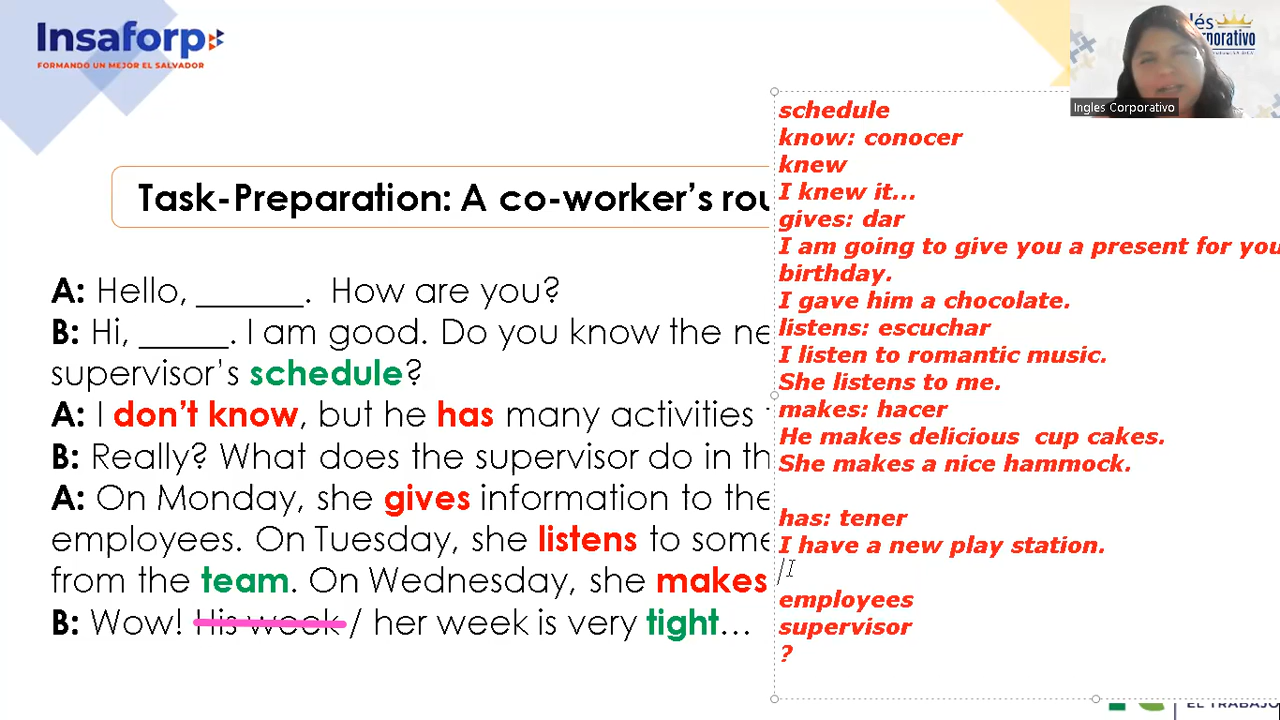 Insaforp
FORMANDO UN MEJOR EL SALVADOR
lés
rporativo
Ingles Corporativo
Task-Preparation: A co-worker's rou
A: Hello, ______. How are you?
B: Hi, _____. I am good. Do you know the ne
supervisor's schedule?
A: I don't know, but he has many activities
B: Really? What does the supervisor do in th
A: On Monday, she gives information to the
employees. On Tuesday, she listens to some
from the team. On Wednesday, she makes
B: Wow! His week / her week is very tight...
schedule
know: conocer
knew
I knew it...
gives: dar
I am going to give you a present for you
birthday.
I gave him a chocolate.
listens: escuchar
I listen to romantic music.
She listens to me.
makes: hacer
He makes delicious  cup cakes.
She makes a nice hammock.
has: tener
I have a new play station.
employees
supervisor
?
EL TRABAJO